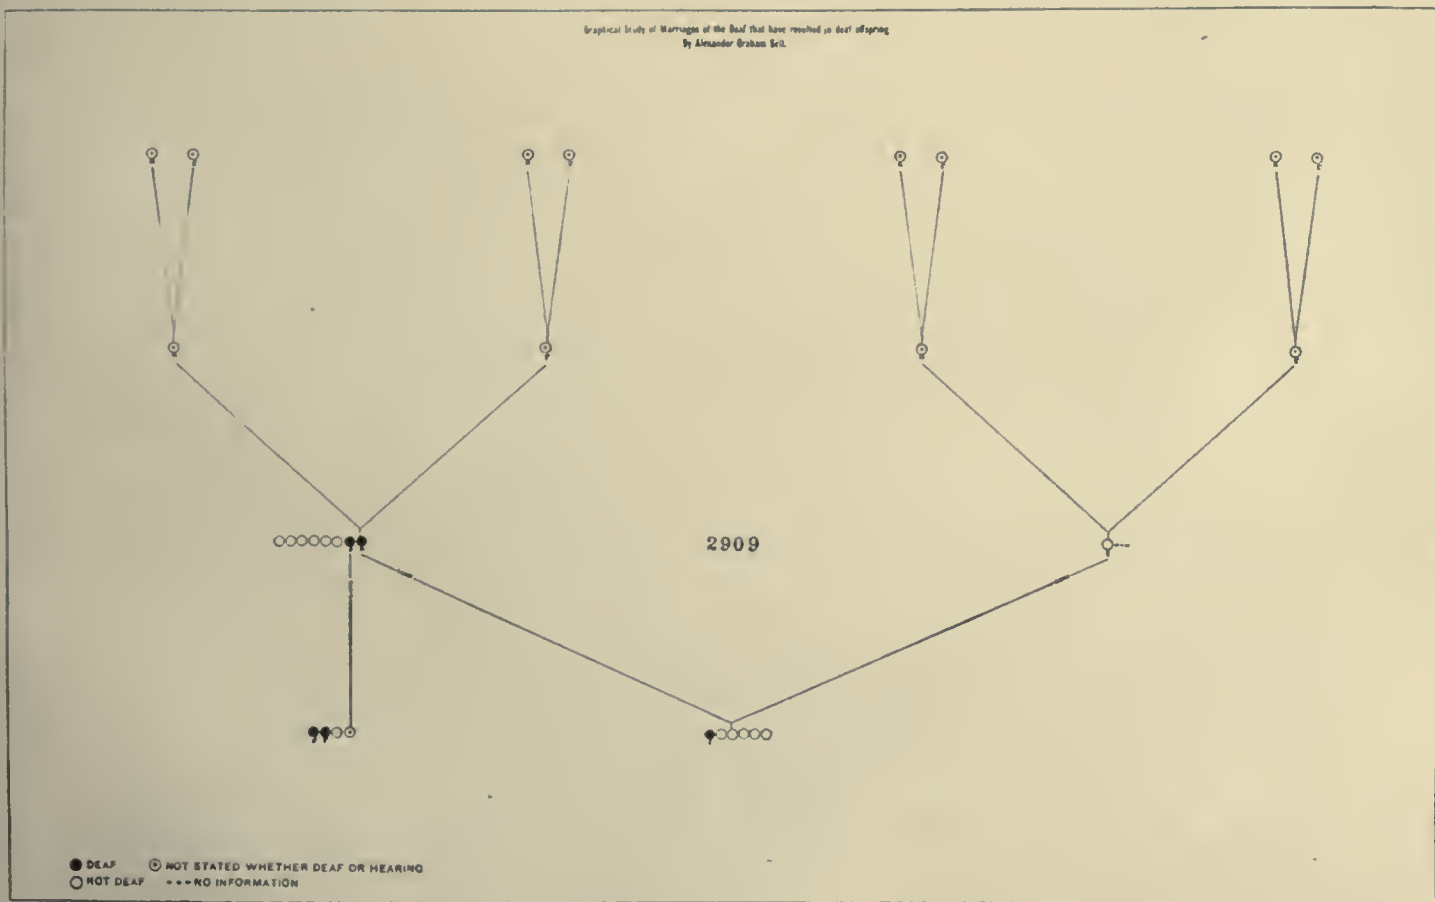 Graphical Study of Marriages of the Deaf that have resulted in deaf offspring
By Alexander Graham Bell.
2909
DEAF NOT STATED WHETHER DEAF OR HEARING
NOT DEAF ---NO INFORMATION